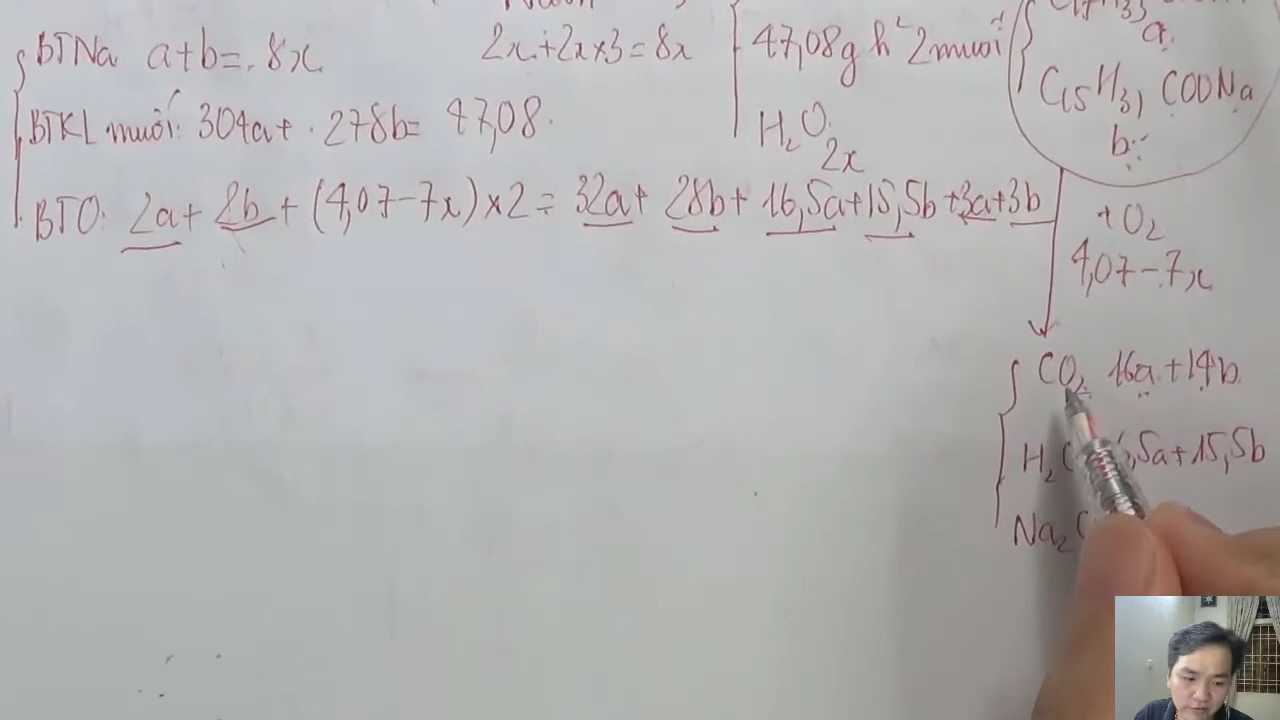 BTNa a+b= 8x
2x+2x×3=8x
47,08g h² 2 muối
a
BTKL muối: 304a+ 278b= 47,08
C15H31 COONa
b
H2O
2x
BTO: 2a+ 2b+(4,07-7x)×2= 32a+ 28b+ 16,5a+15,5b+3a+3b
+O2
4,07-7x
CO2 16a+14b
H2 ,5a+15,5b
Na2C